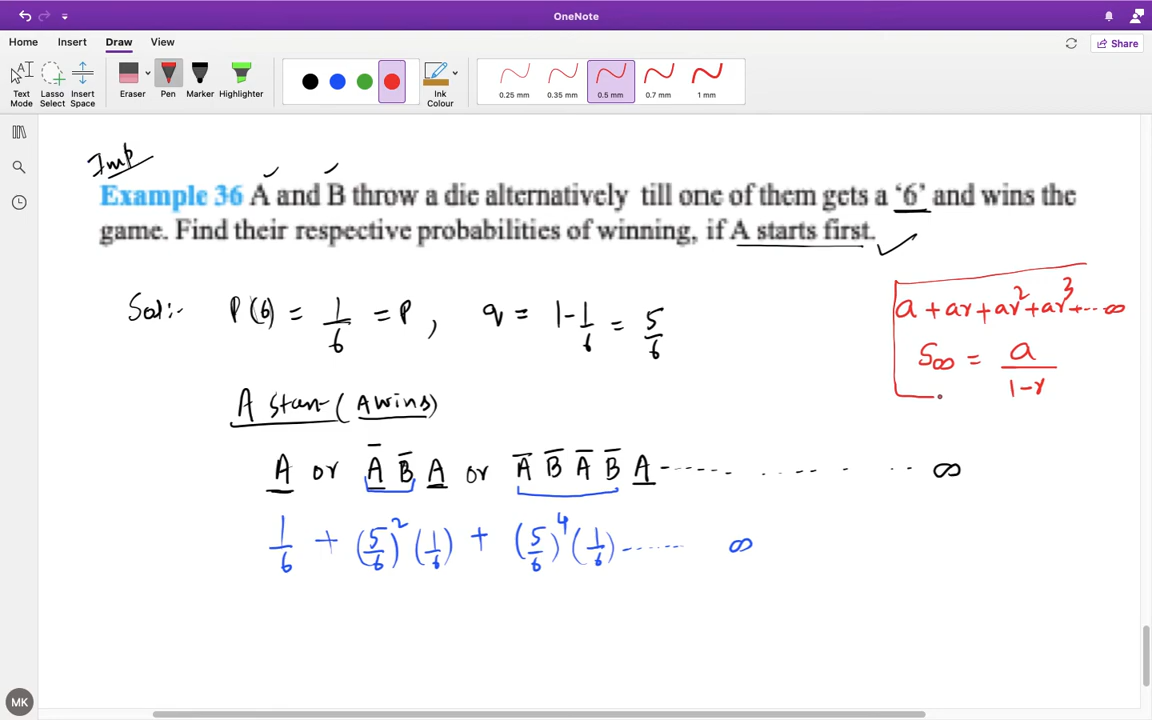 OneNote
Home Insert Draw View
Share
Text Mode
Lasso Select
Insert Space
Eraser
Pen
Marker
Highlighter
Ink Colour
0.25 mm
0.35 mm
0.5 mm
0.7 mm
1 mm
Imp
Example 36 A and B throw a die alternatively till one of them gets a ‘6’ and wins the
game. Find their respective probabilities of winning, if A starts first.
Sol:- P(6) = 1/6 = P, q = 1 - 1/6 = 5/6
a + ar + ar² + ar³ + ... ∞
S∞ = a/(1-r)
A start (A wins)
A or A̅ B̅ A or A̅ B̅ A̅ B̅ A ........ ∞
1/6 + (5/6)² (1/6) + (5/6)⁴ (1/6) ...... ∞
MK